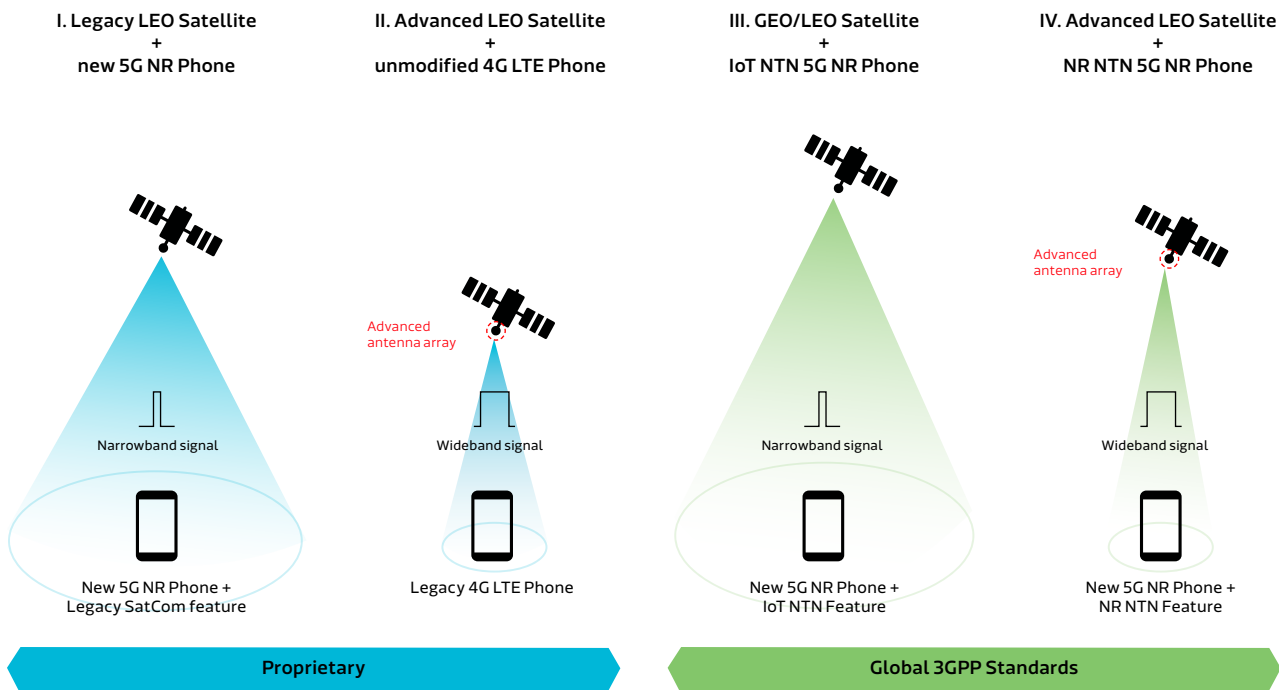 I. Legacy LEO Satellite
+
new 5G NR Phone
II. Advanced LEO Satellite
+
unmodified 4G LTE Phone
III. GEO/LEO Satellite
+
IoT NTN 5G NR Phone
IV. Advanced LEO Satellite
+
NR NTN 5G NR Phone
Narrowband signal
New 5G NR Phone +
Legacy SatCom feature
Advanced
antenna array
Wideband signal
Legacy 4G LTE Phone
Narrowband signal
New 5G NR Phone +
IoT NTN Feature
Advanced
antenna array
Wideband signal
New 5G NR Phone +
NR NTN Feature
Proprietary
Global 3GPP Standards